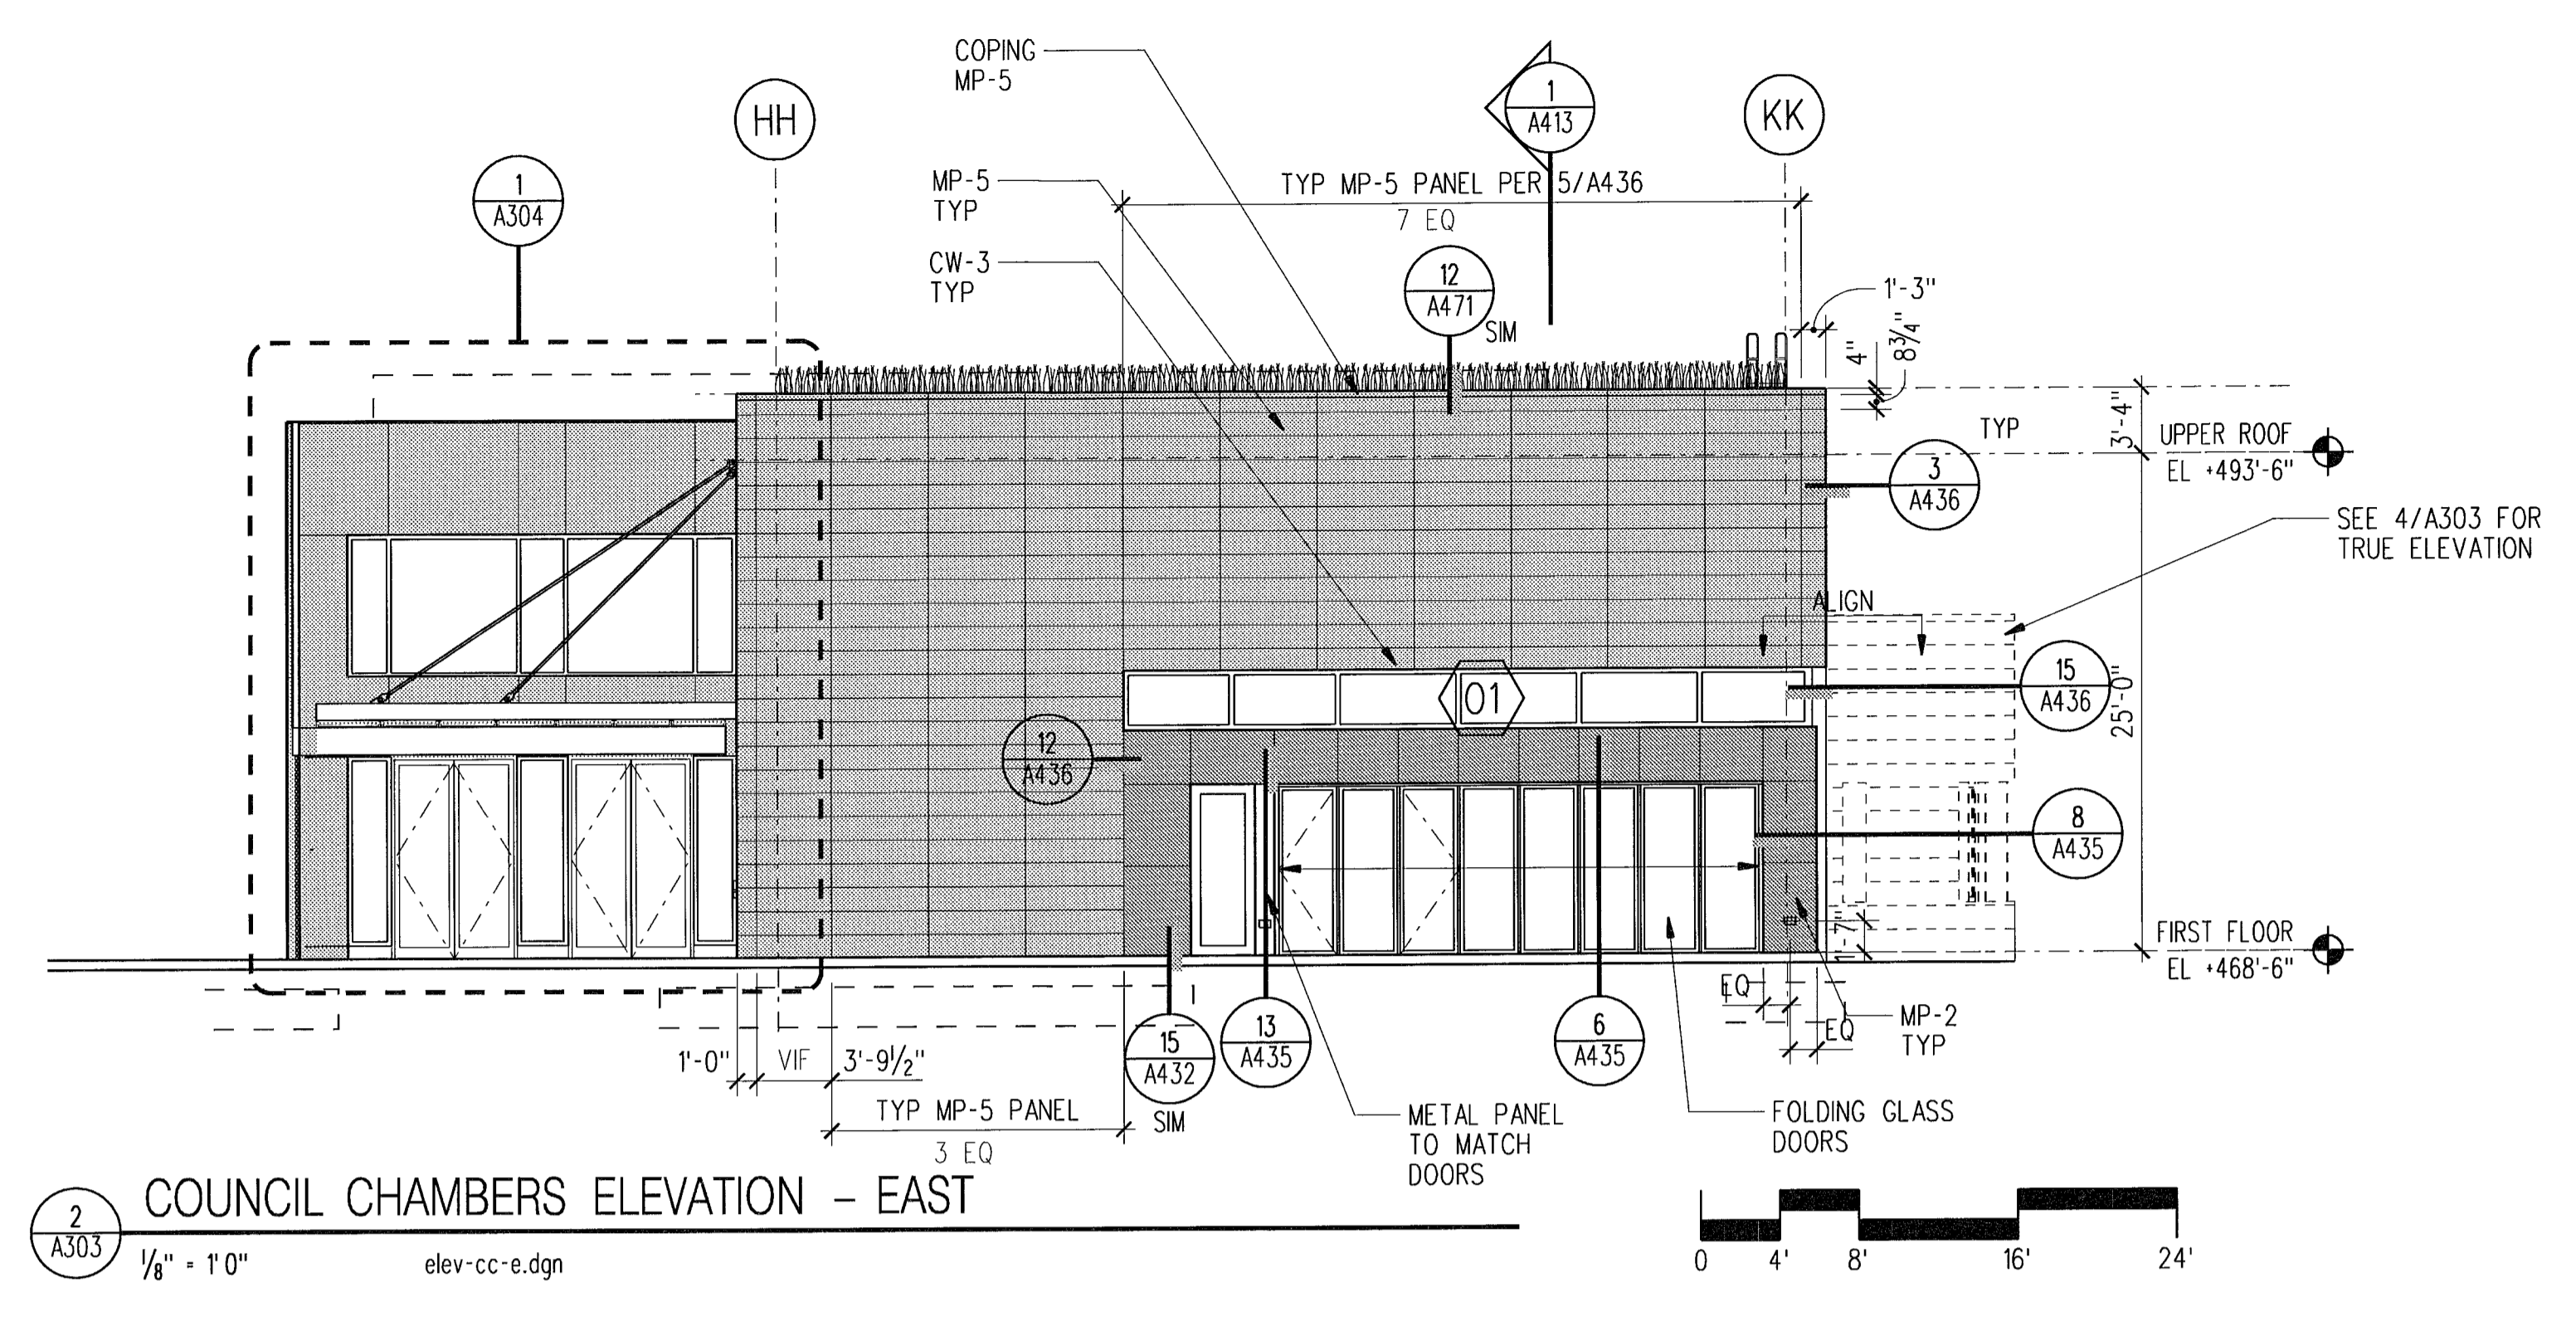 COPING
MP-5
HH
1
A413
KK
1
A304
MP-5
TYP
TYP MP-5 PANEL PER 5/A436
7 EQ
CW-3
TYP
12
A471
SIM
1'-3"
4"
8¾"
3'-4"
TYP
UPPER ROOF
EL +493'-6"
3
A436
SEE 4/A303 FOR
TRUE ELEVATION
ALIGN
15
A436
25'-0"
01
12
A436
8
A435
1'-7"
FIRST FLOOR
EL +468'-6"
EQ
EQ
MP-2
TYP
1'-0"
VIF
3'-9½"
15
A432
SIM
13
A435
6
A435
TYP MP-5 PANEL
3 EQ
METAL PANEL
TO MATCH
DOORS
FOLDING GLASS
DOORS
2
A303
COUNCIL CHAMBERS ELEVATION - EAST
⅛" = 1'0"
elev-cc-e.dgn
0 4' 8' 16' 24'